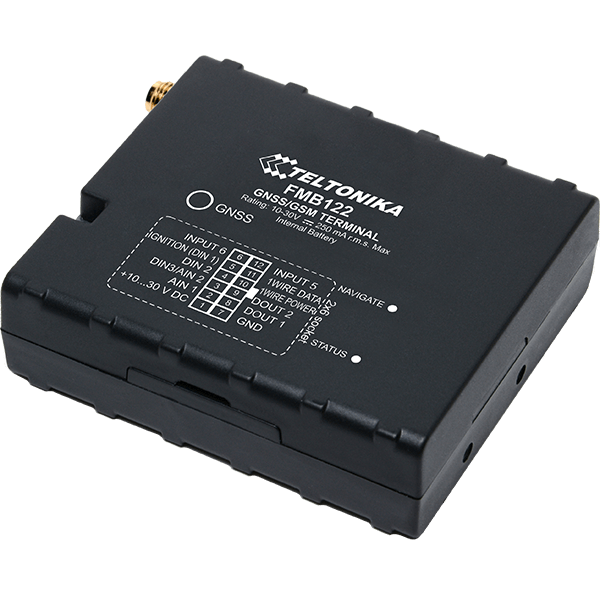 TELTONIKA
FMB122
GNSS/GSM TERMINAL
Rating: 10-30V ⎓ 250 mA r.m.s. Max
Internal Battery
GNSS
INPUT 6 6 12 INPUT 5
IGNITION (DIN 1) 5 11 1WIRE DATA
DIN 2 4 10 1WIRE POWER
DIN3/AIN 2 3 9 DOUT 2
AIN 1 2 8 DOUT 1
+10...30 V DC 1 7 GND
2x6 socket
NAVIGATE
STATUS